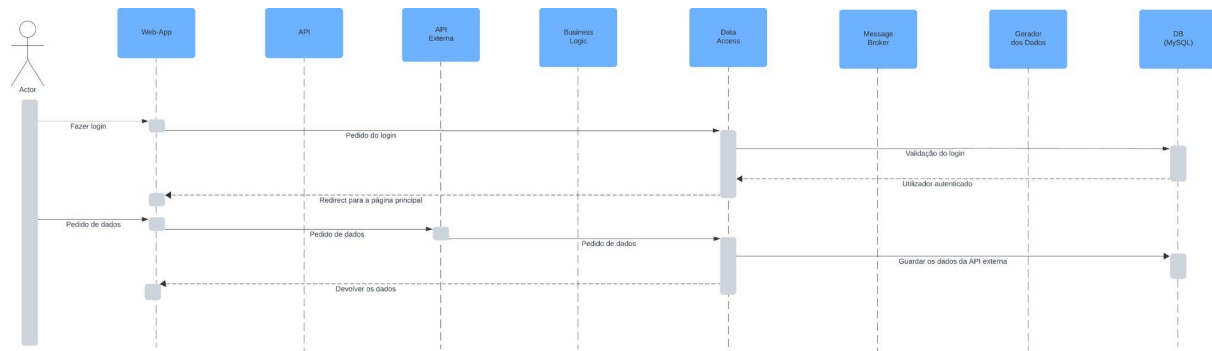 Web-App
API
API
Externa
Business
Logic
Data
Access
Message
Broker
Gerador
dos Dados
DB
(MySQL)
Actor
Fazer login
Pedido do login
Validação do login
Utilizador autenticado
Redirect para a página principal
Pedido de dados
Pedido de dados
Pedido de dados
Guardar os dados da API externa
Devolver os dados